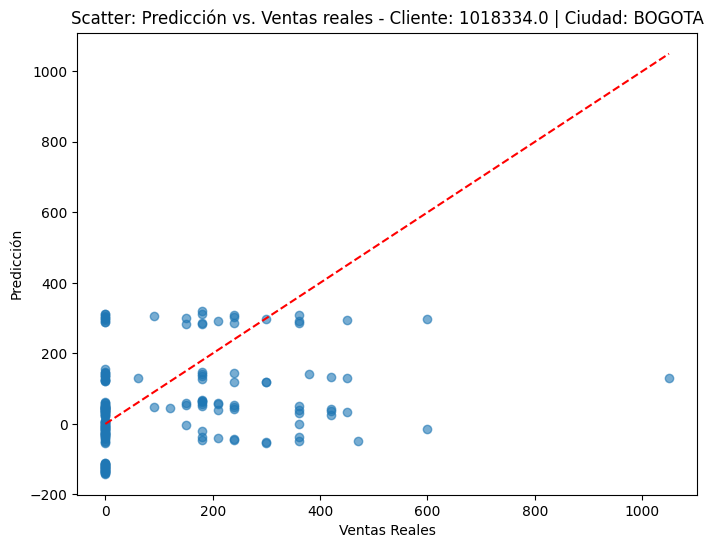 Scatter: Predicción vs. Ventas reales - Cliente: 1018334.0 | Ciudad: BOGOTA
1000
800
600
400
200
0
−200
Predicción
0 200 400 600 800 1000
Ventas Reales